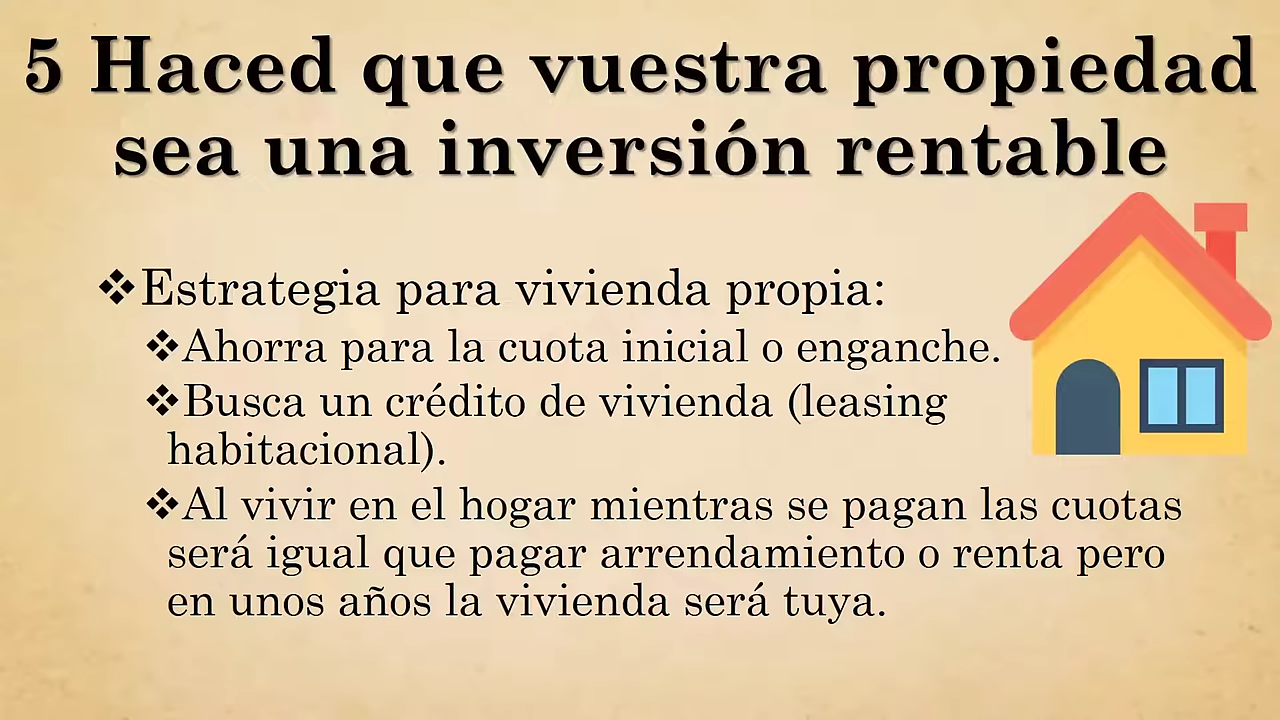 5 Haced que vuestra propiedad
sea una inversión rentable
❖Estrategia para vivienda propia:
❖Ahorra para la cuota inicial o enganche.
❖Busca un crédito de vivienda (leasing
habitacional).
❖Al vivir en el hogar mientras se pagan las cuotas
será igual que pagar arrendamiento o renta pero
en unos años la vivienda será tuya.